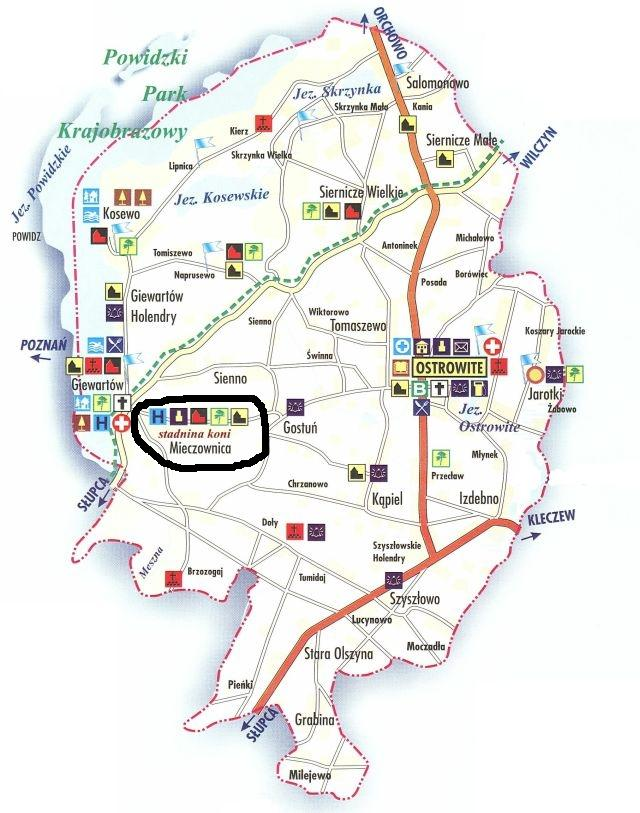 ORCHOWO
Powidzki
Park
Krajobrazowy
Jez. Skrzynka
Salomonowo
Skrzynka Mała
Kania
Kierz
Siernicze Małe
WILCZYN
Skrzynka Wielka
Lipnica
Jez. Powidzkie
Jez. Kosewskie
Siernicze Wielkie
Kosewo
POWIDZ
Michałowo
Antoninek
Tomiszewo
Naprusewo
Borówiec
Posada
Giewartów
Holendry
Wiktorowo
Sienno
Tomaszewo
Koszary Jarockie
POZNAŃ
Świnna
OSTROWITE
Giewartów
Sienno
Jarotki
Żabowo
H
B
Jez.
Ostrowite
H
stadnina koni
Mieczownica
Gostuń
Młynek
Przecław
SŁUPCA
Chrzanowo
Kąpiel
Izdebno
KLECZEW
Doły
Meszna
Szyszłowskie
Holendry
Brzozogaj
Tumidaj
Szyszłowo
Lucynowo
Moczadła
Stara Olszyna
Pieńki
SŁUPCA
Grabina
Milejewo